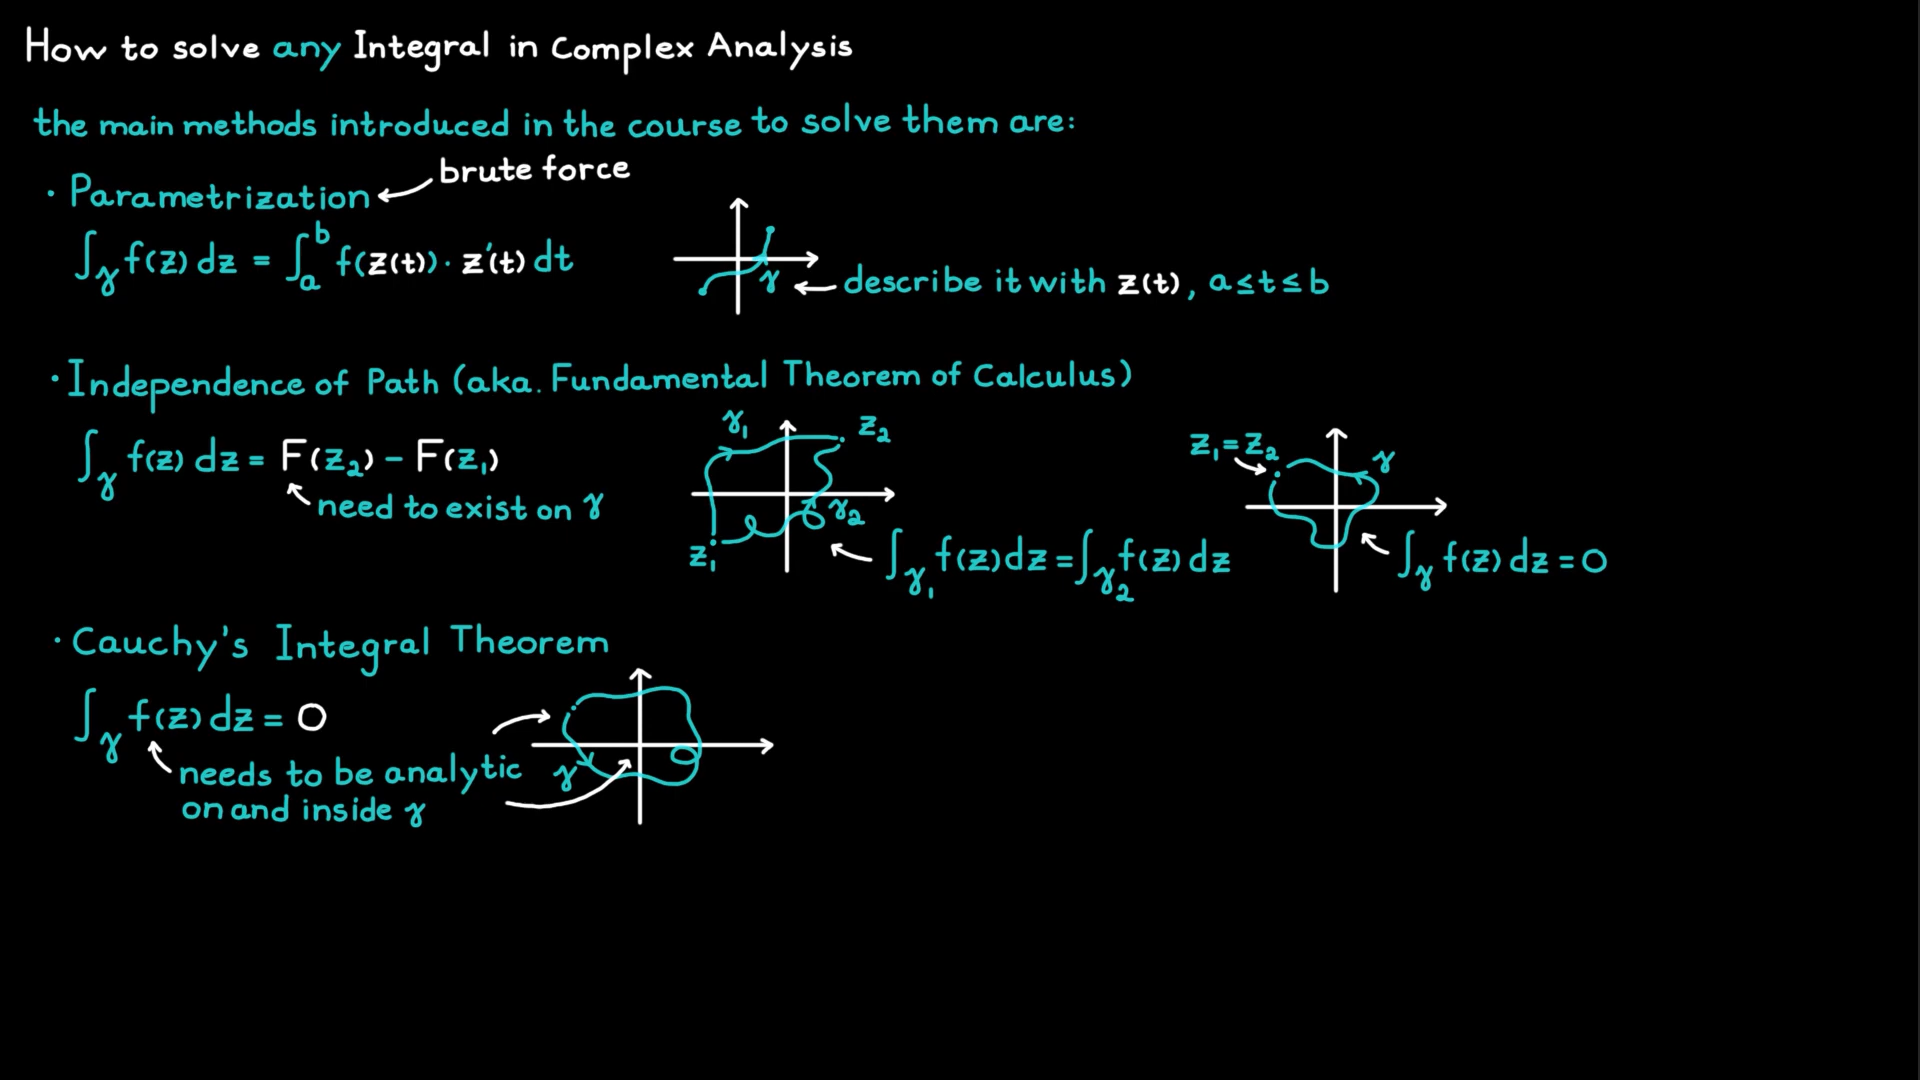 How to solve any Integral in Complex Analysis
the main methods introduced in the course to solve them are:
· Parametrization
brute force
∫γ f(z) dz = ∫ₐᵇ f(z(t)) · z'(t) dt
γ
describe it with z(t), a ≤ t ≤ b
· Independence of Path (aka. Fundamental Theorem of Calculus)
∫γ f(z) dz = F(z₂) - F(z₁)
need to exist on γ
γ₁
z₂
γ₂
z₁
∫γ₁ f(z) dz = ∫γ₂ f(z) dz
z₁ = z₂
γ
∫γ f(z) dz = 0
· Cauchy's Integral Theorem
∫γ f(z) dz = 0
needs to be analytic
on and inside γ
γ